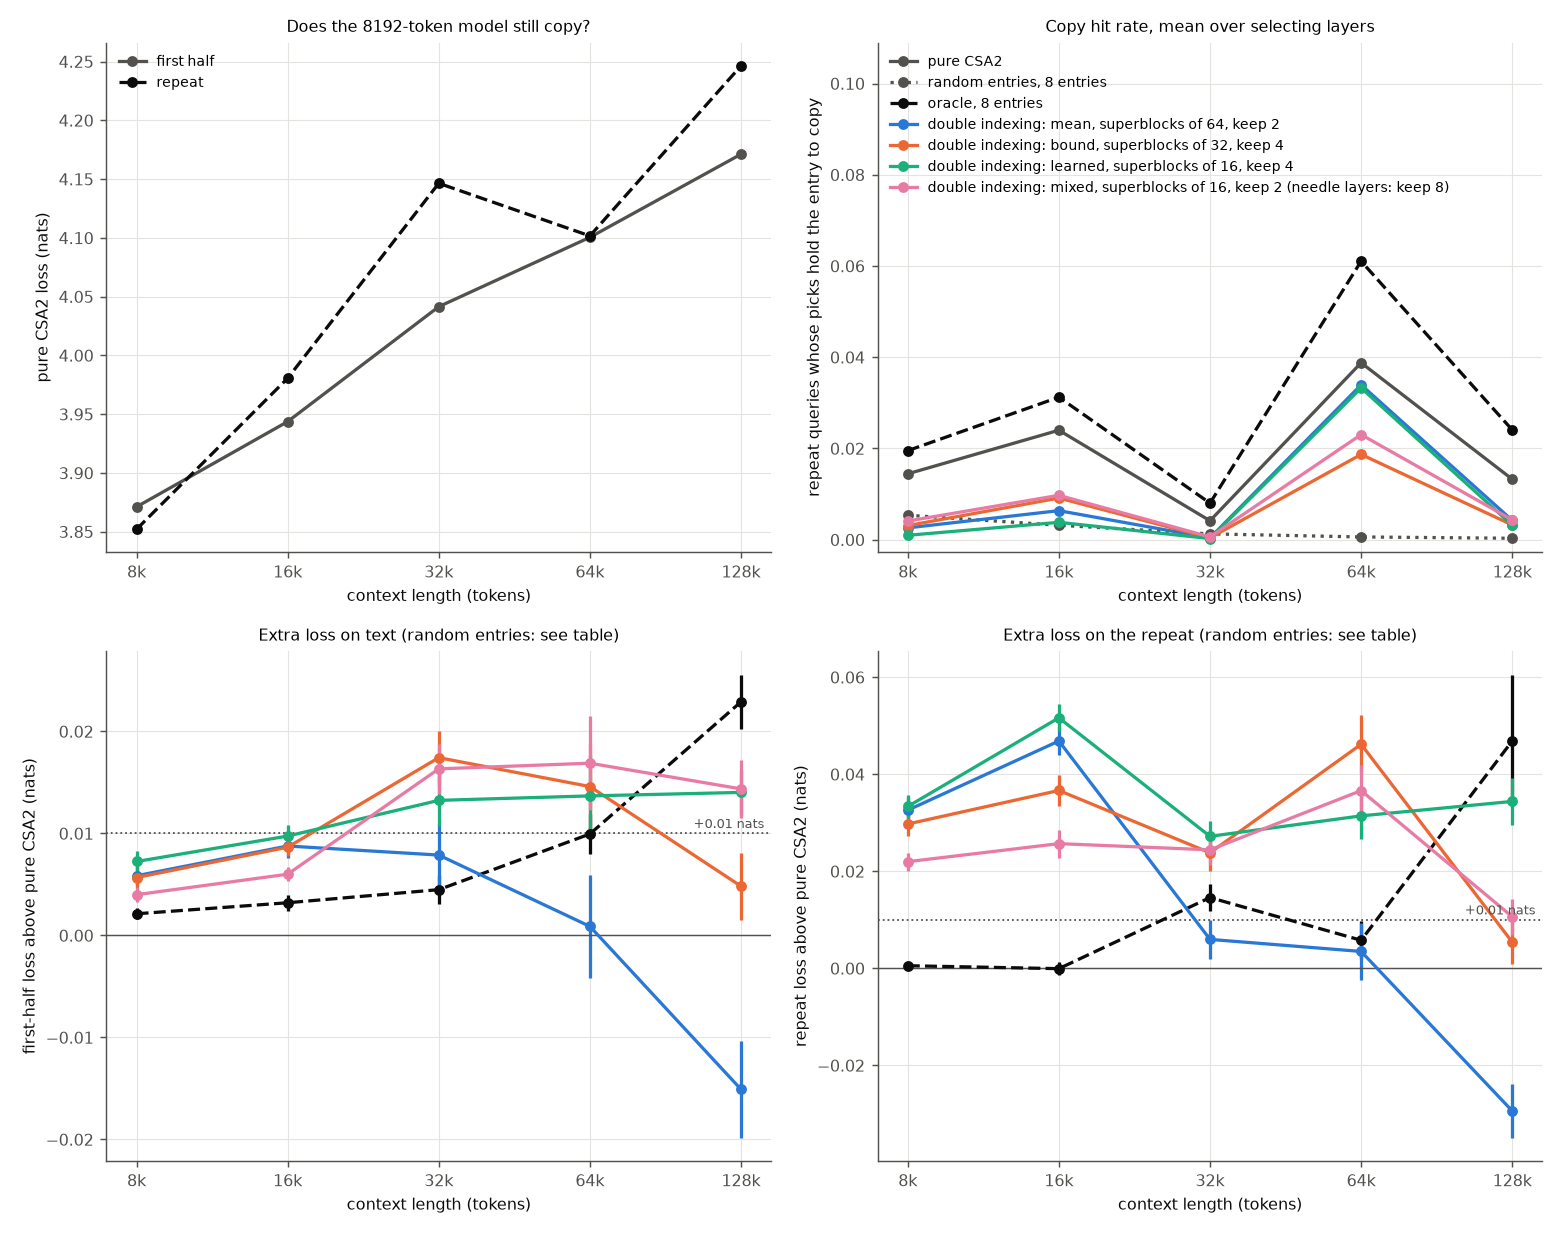 Does the 8192-token model still copy?
first half
repeat
pure CSA2 loss (nats)
4.25
4.20
4.15
4.10
4.05
4.00
3.95
3.90
3.85
8k
16k
32k
64k
128k
context length (tokens)
Copy hit rate, mean over selecting layers
pure CSA2
random entries, 8 entries
oracle, 8 entries
double indexing: mean, superblocks of 64, keep 2
double indexing: bound, superblocks of 32, keep 4
double indexing: learned, superblocks of 16, keep 4
double indexing: mixed, superblocks of 16, keep 2 (needle layers: keep 8)
repeat queries whose picks hold the entry to copy
0.10
0.08
0.06
0.04
0.02
0.00
8k
16k
32k
64k
128k
context length (tokens)
Extra loss on text (random entries: see table)
first-half loss above pure CSA2 (nats)
0.02
0.01
0.00
−0.01
−0.02
+0.01 nats
8k
16k
32k
64k
128k
context length (tokens)
Extra loss on the repeat (random entries: see table)
repeat loss above pure CSA2 (nats)
0.06
0.04
0.02
0.00
−0.02
+0.01 nats
8k
16k
32k
64k
128k
context length (tokens)